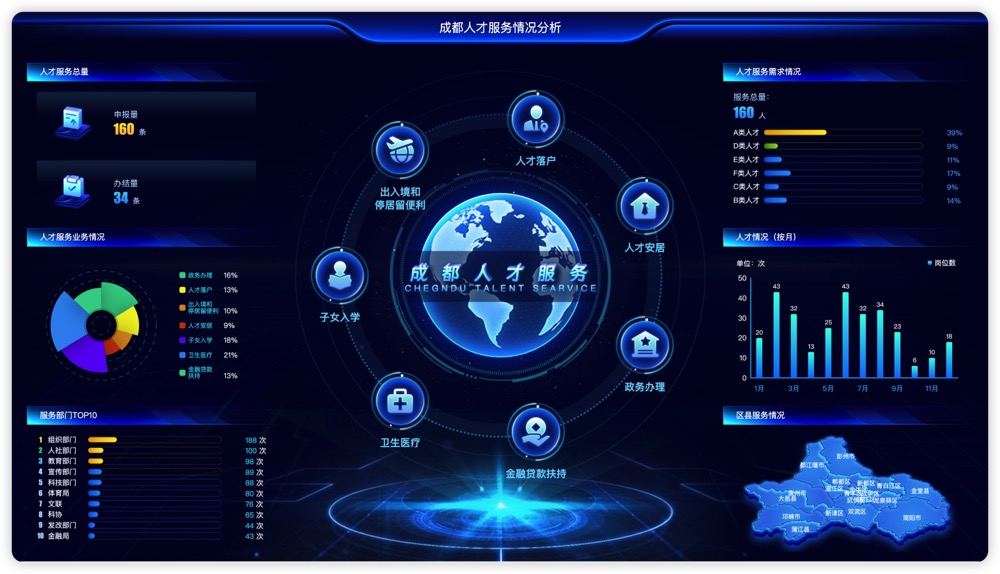 成都人才服务情况分析
人才服务总量
申报量
160 条
办结量
34 条
人才服务业务情况
政务办理 16%
人才落户 13%
出入境和
停居留便利 10%
人才安居 9%
子女入学 18%
卫生医疗 21%
金融贷款
扶持 13%
服务部门TOP10
1 组织部门 188 次
2 人社部门 100 次
3 教育部门 98 次
4 宣传部门 89 次
5 科技部门 88 次
6 体育局 80 次
7 文联 76 次
8 科协 65 次
9 发改部门 44 次
10 金融局 43 次
人才落户
出入境和
停居留便利
人才安居
成都人才服务
CHEGNDU TALENT SEARVICE
子女入学
政务办理
卫生医疗
金融贷款扶持
人才服务需求情况
服务总量:
160 人
A类人才 39%
D类人才 9%
E类人才 11%
F类人才 17%
C类人才 9%
B类人才 14%
人才情况（按月）
单位：次
岗位数
50
40
30
20
10
0
20 43 32 13 25 43 32 34 23 6 10 18
1月 3月 5月 7月 9月 11月
区县服务情况
彭州市
都江堰市
郫都区 新都区 青白江区
金堂县
崇州市
大邑县
龙泉驿区
新津区 双流区
邛崃市
简阳市
蒲江县